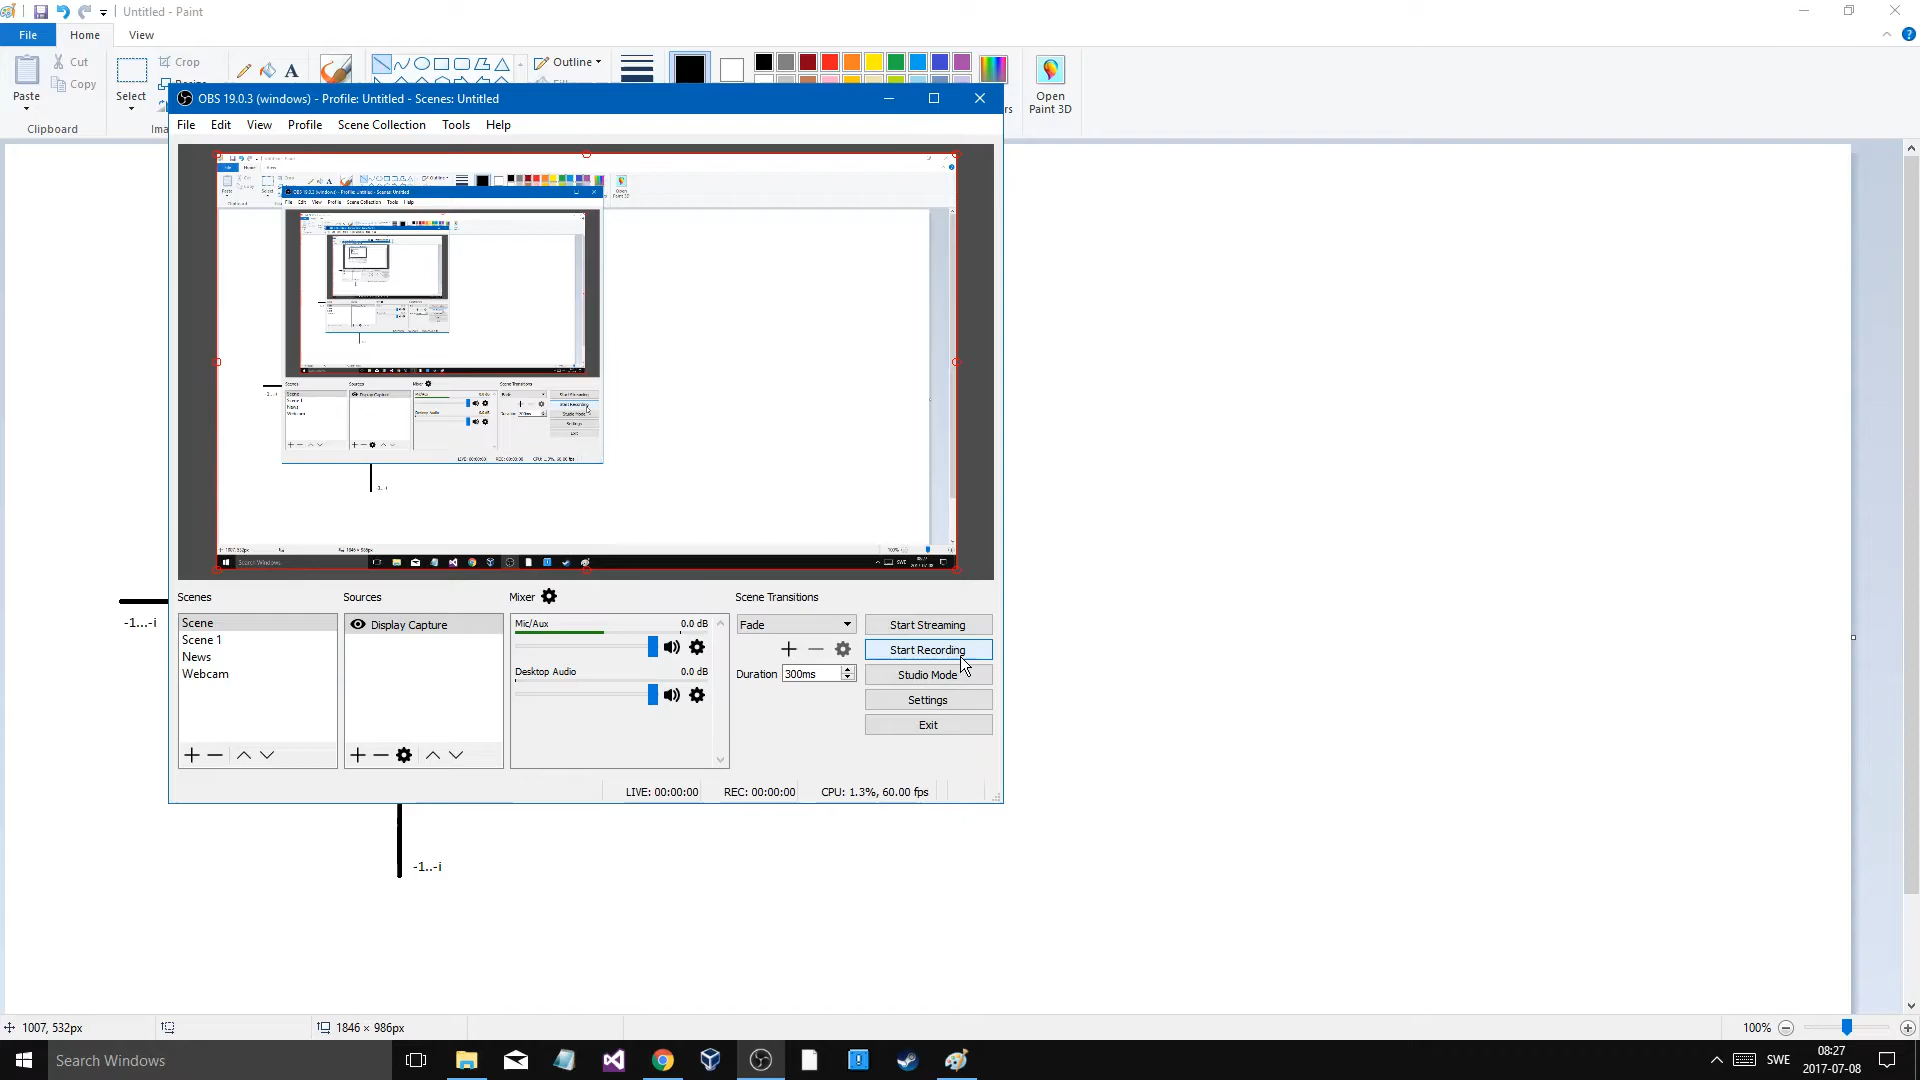 Untitled - Paint
File Home View
Paste
Cut
Copy
Clipboard
Select
Crop
Outline
Open
Paint 3D
OBS 19.0.3 (windows) - Profile: Untitled - Scenes: Untitled
File Edit View Profile Scene Collection Tools Help
Scenes
Scene
Scene 1
News
Webcam
Sources
Display Capture
Mixer
Mic/Aux 0.0 dB
Desktop Audio 0.0 dB
Scene Transitions
Fade
Duration 300ms
Start Streaming
Start Recording
Studio Mode
Settings
Exit
LIVE: 00:00:00 REC: 00:00:00 CPU: 1.3%, 60.00 fps
-1...-i
-1..-i
1007, 532px
1846 × 986px
100%
Search Windows
SWE
08:27
2017-07-08